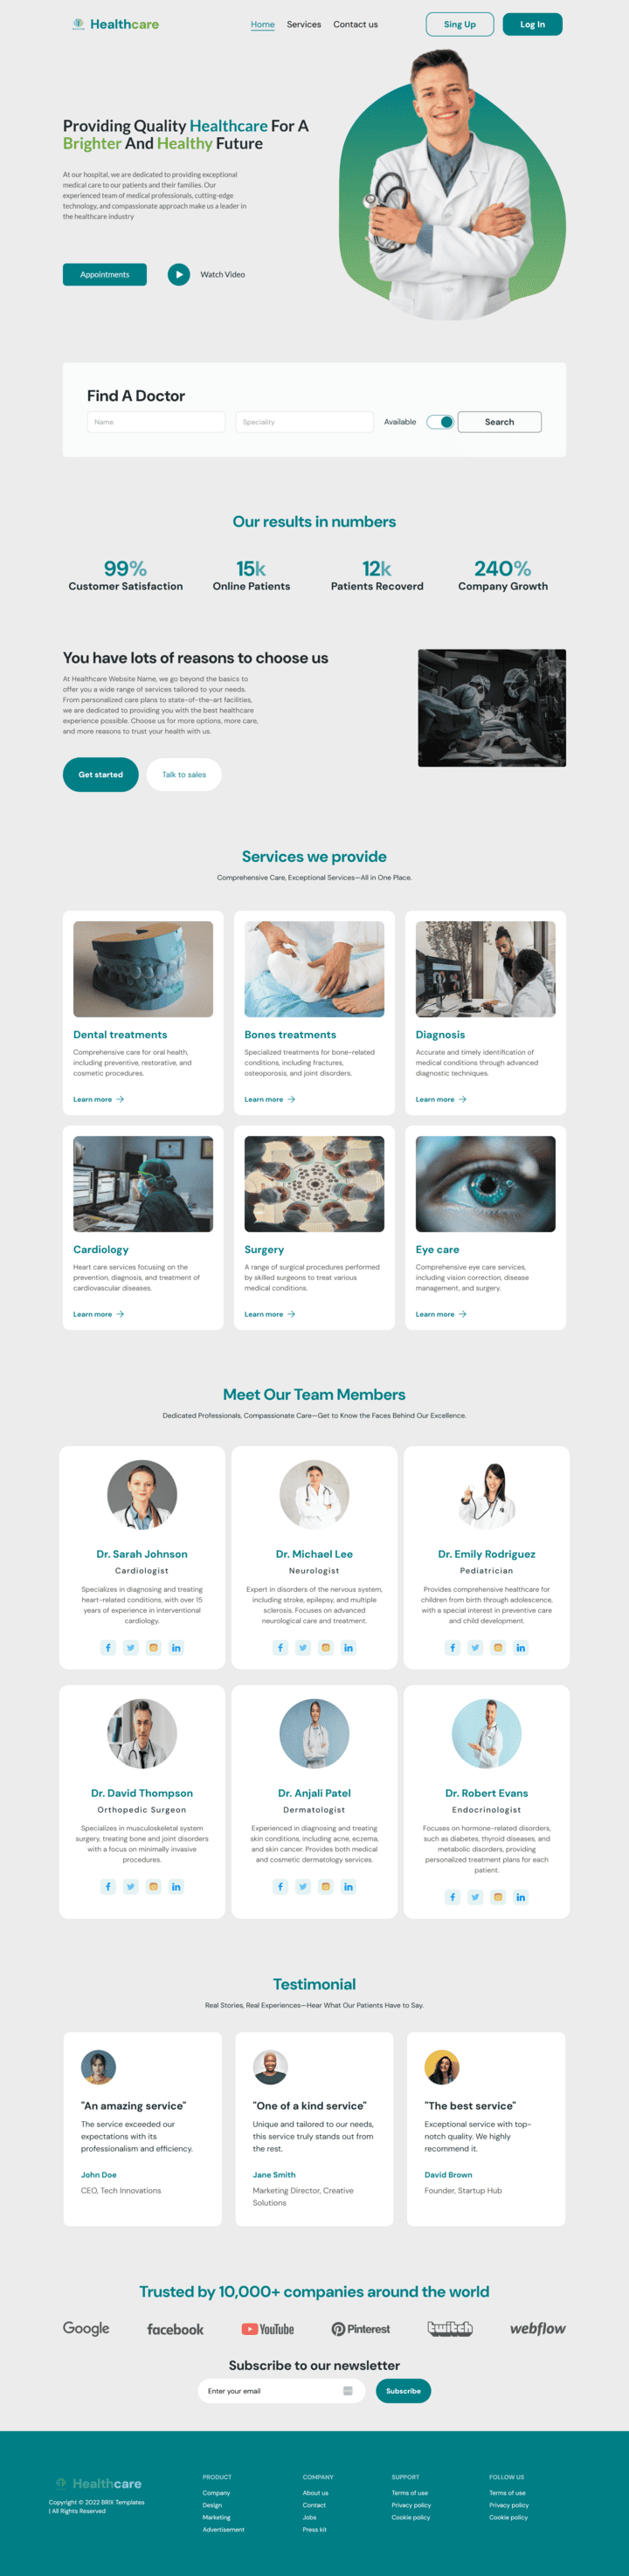 Healthcare
Home Services Contact us
Sing Up
Log In
Providing Quality Healthcare For A
Brighter And Healthy Future
At our hospital, we are dedicated to providing exceptional
medical care to our patients and their families. Our
experienced team of medical professionals, cutting-edge
technology, and compassionate approach make us a leader in
the healthcare industry
Appointments
Watch Video
Find A Doctor
Name
Speciality
Available
Search
Our results in numbers
99%
Customer Satisfaction
15k
Online Patients
12k
Patients Recoverd
240%
Company Growth
You have lots of reasons to choose us
At Healthcare Website Name, we go beyond the basics to
offer you a wide range of services tailored to your needs.
From personalized care plans to state-of-the-art facilities,
we are dedicated to providing you with the best healthcare
experience possible. Choose us for more options, more care,
and more reasons to trust your health with us.
Get started
Talk to sales
Services we provide
Comprehensive Care, Exceptional Services—All in One Place.
Dental treatments
Comprehensive care for oral health,
including preventive, restorative, and
cosmetic procedures.
Learn more
Bones treatments
Specialized treatments for bone-related
conditions, including fractures,
osteoporosis, and joint disorders.
Learn more
Diagnosis
Accurate and timely identification of
medical conditions through advanced
diagnostic techniques.
Learn more
Cardiology
Heart care services focusing on the
prevention, diagnosis, and treatment of
cardiovascular diseases.
Learn more
Surgery
A range of surgical procedures performed
by skilled surgeons to treat various
medical conditions.
Learn more
Eye care
Comprehensive eye care services,
including vision correction, disease
management, and surgery.
Learn more
Meet Our Team Members
Dedicated Professionals, Compassionate Care—Get to Know the Faces Behind Our Excellence.
Dr. Sarah Johnson
Cardiologist
Specializes in diagnosing and treating
heart-related conditions, with over 15
years of experience in interventional
cardiology.
Dr. Michael Lee
Neurologist
Expert in disorders of the nervous system,
including stroke, epilepsy, and multiple
sclerosis. Focuses on advanced
neurological care and treatment.
Dr. Emily Rodriguez
Pediatrician
Provides comprehensive healthcare for
children from birth through adolescence,
with a special interest in preventive care
and child development.
Dr. David Thompson
Orthopedic Surgeon
Specializes in musculoskeletal system
surgery, treating bone and joint disorders
with a focus on minimally invasive
procedures.
Dr. Anjali Patel
Dermatologist
Experienced in diagnosing and treating
skin conditions, including acne, eczema,
and skin cancer. Provides both medical
and cosmetic dermatology services.
Dr. Robert Evans
Endocrinologist
Focuses on hormone-related disorders,
such as diabetes, thyroid diseases, and
metabolic disorders, providing
personalized treatment plans for each
patient.
Testimonial
Real Stories, Real Experiences—Hear What Our Patients Have to Say.
"An amazing service"
The service exceeded our
expectations with its
professionalism and efficiency.
John Doe
CEO, Tech Innovations
"One of a kind service"
Unique and tailored to our needs,
this service truly stands out from
the rest.
Jane Smith
Marketing Director, Creative
Solutions
"The best service"
Exceptional service with top-
notch quality. We highly
recommend it.
David Brown
Founder, Startup Hub
Trusted by 10,000+ companies around the world
Google facebook YouTube Pinterest twitch webflow
Subscribe to our newsletter
Enter your email
Subscribe
Healthcare
Copyright © 2022 BRIX Templates
| All Rights Reserved
PRODUCT
Company
Design
Marketing
Advertisement
COMPANY
About us
Contact
Jobs
Press kit
SUPPORT
Terms of use
Privacy policy
Cookie policy
FOLLOW US
Terms of use
Privacy policy
Cookie policy